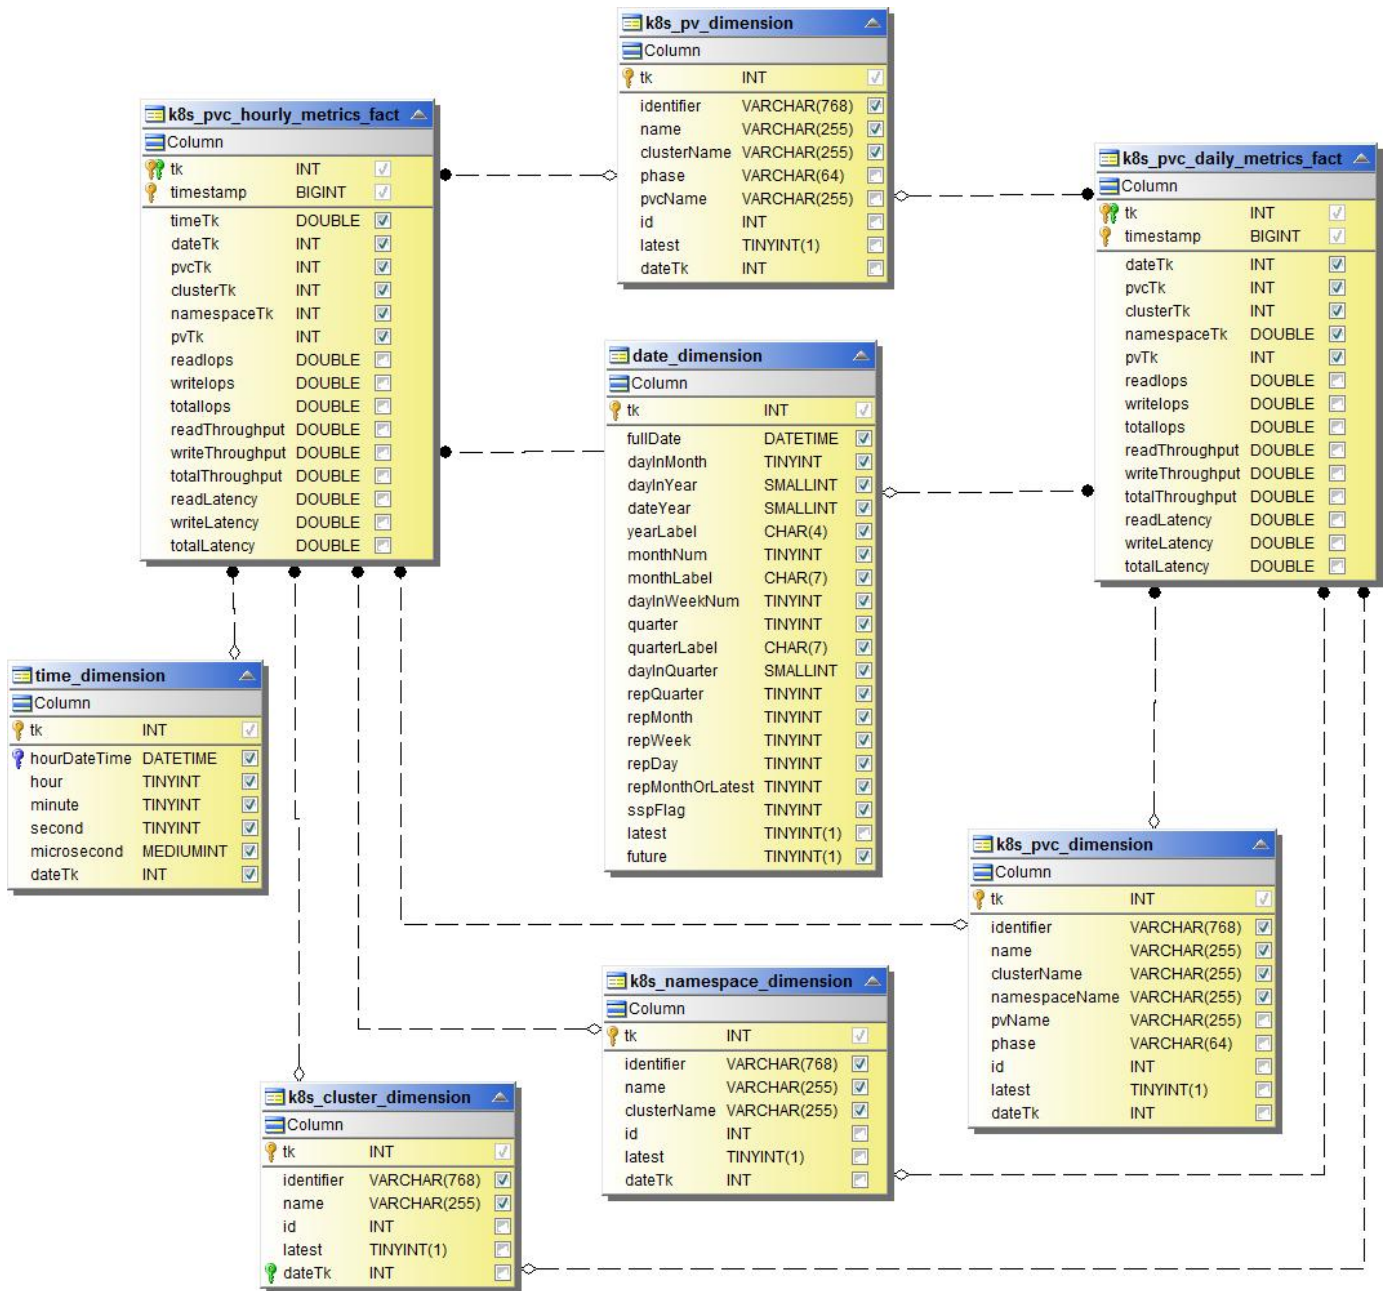 k8s_pv_dimension
Column
tk INT
identifier VARCHAR(768)
name VARCHAR(255)
clusterName VARCHAR(255)
phase VARCHAR(64)
pvcName VARCHAR(255)
id INT
latest TINYINT(1)
dateTk INT
k8s_pvc_hourly_metrics_fact
Column
tk INT
timestamp BIGINT
timeTk DOUBLE
dateTk INT
pvcTk INT
clusterTk INT
namespaceTk INT
pvTk INT
readIops DOUBLE
writeIops DOUBLE
totalIops DOUBLE
readThroughput DOUBLE
writeThroughput DOUBLE
totalThroughput DOUBLE
readLatency DOUBLE
writeLatency DOUBLE
totalLatency DOUBLE
k8s_pvc_daily_metrics_fact
Column
tk INT
timestamp BIGINT
dateTk INT
pvcTk INT
clusterTk INT
namespaceTk DOUBLE
pvTk INT
readIops DOUBLE
writeIops DOUBLE
totalIops DOUBLE
readThroughput DOUBLE
writeThroughput DOUBLE
totalThroughput DOUBLE
readLatency DOUBLE
writeLatency DOUBLE
totalLatency DOUBLE
date_dimension
Column
tk INT
fullDate DATETIME
dayInMonth TINYINT
dayInYear SMALLINT
dateYear SMALLINT
yearLabel CHAR(4)
monthNum TINYINT
monthLabel CHAR(7)
dayInWeekNum TINYINT
quarter TINYINT
quarterLabel CHAR(7)
dayInQuarter SMALLINT
repQuarter TINYINT
repMonth TINYINT
repWeek TINYINT
repDay TINYINT
repMonthOrLatest TINYINT
sspFlag TINYINT
latest TINYINT(1)
future TINYINT(1)
time_dimension
Column
tk INT
hourDateTime DATETIME
hour TINYINT
minute TINYINT
second TINYINT
microsecond MEDIUMINT
dateTk INT
k8s_pvc_dimension
Column
tk INT
identifier VARCHAR(768)
name VARCHAR(255)
clusterName VARCHAR(255)
namespaceName VARCHAR(255)
pvName VARCHAR(255)
phase VARCHAR(64)
id INT
latest TINYINT(1)
dateTk INT
k8s_namespace_dimension
Column
tk INT
identifier VARCHAR(768)
name VARCHAR(255)
clusterName VARCHAR(255)
id INT
latest TINYINT(1)
dateTk INT
k8s_cluster_dimension
Column
tk INT
identifier VARCHAR(768)
name VARCHAR(255)
id INT
latest TINYINT(1)
dateTk INT